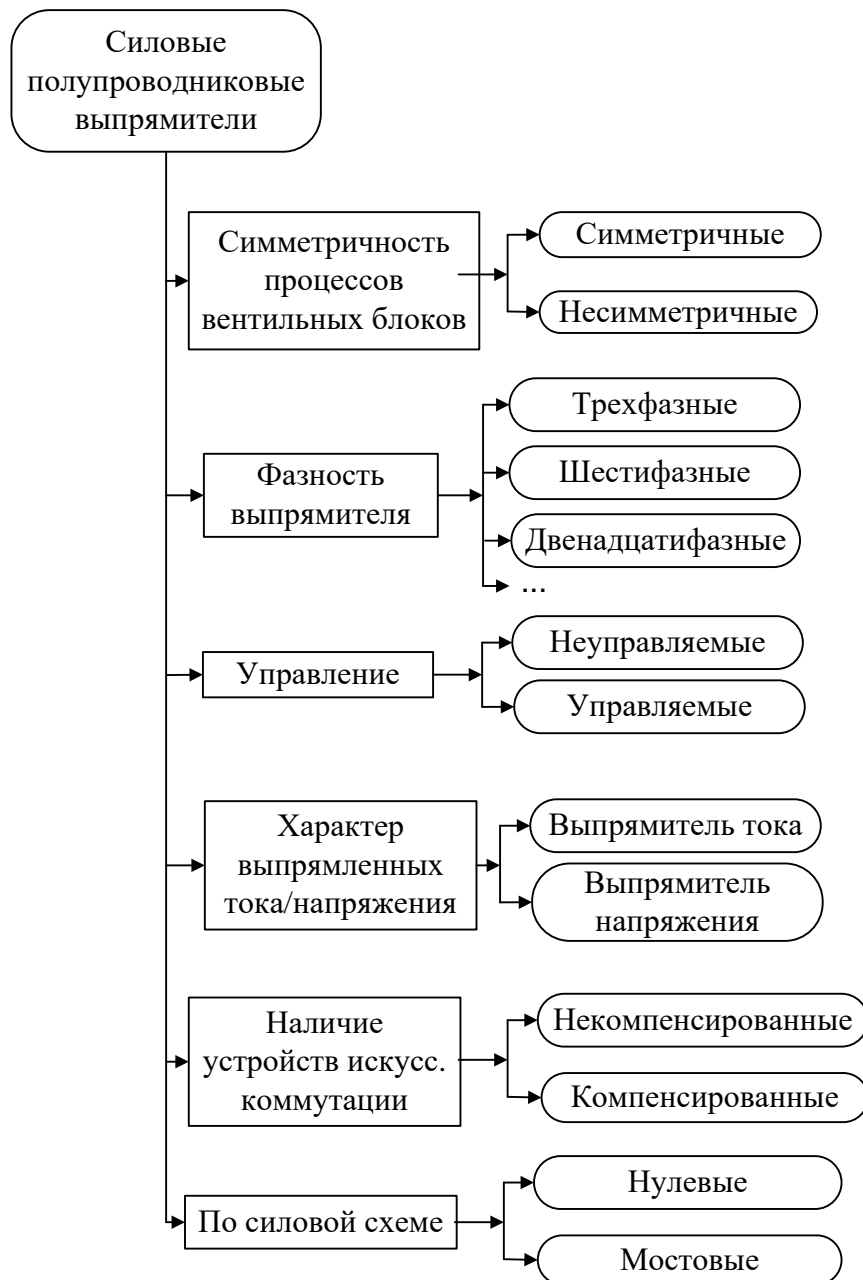 Силовые
полупроводниковые
выпрямители
Симметричность
процессов
вентильных блоков
Симметричные
Несимметричные
Фазность
выпрямителя
Трехфазные
Шестифазные
Двенадцатифазные
...
Управление
Неуправляемые
Управляемые
Характер
выпрямленных
тока/напряжения
Выпрямитель тока
Выпрямитель
напряжения
Наличие
устройств искусс.
коммутации
Некомпенсированные
Компенсированные
По силовой схеме
Нулевые
Мостовые